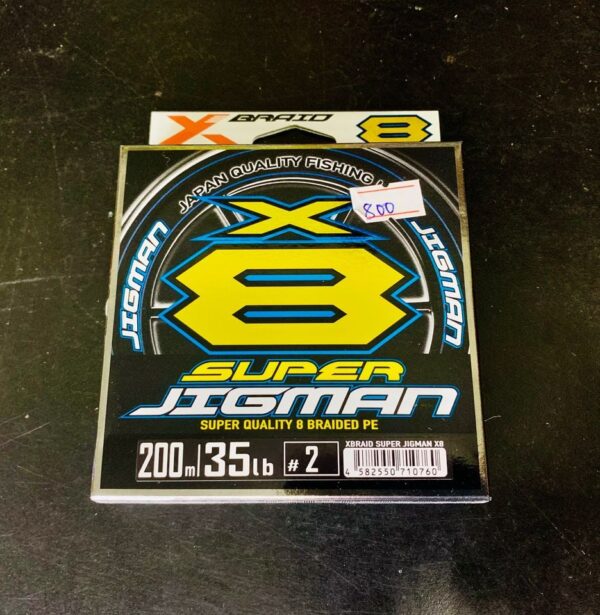 X BRAID 8
JAPAN QUALITY FISHING
800
X
8
JIGMAN
JIGMAN
SUPER
JIGMAN
SUPER QUALITY 8 BRAIDED PE
200m 35lb #2
XBRAID SUPER JIGMAN X8
4 582550 710760